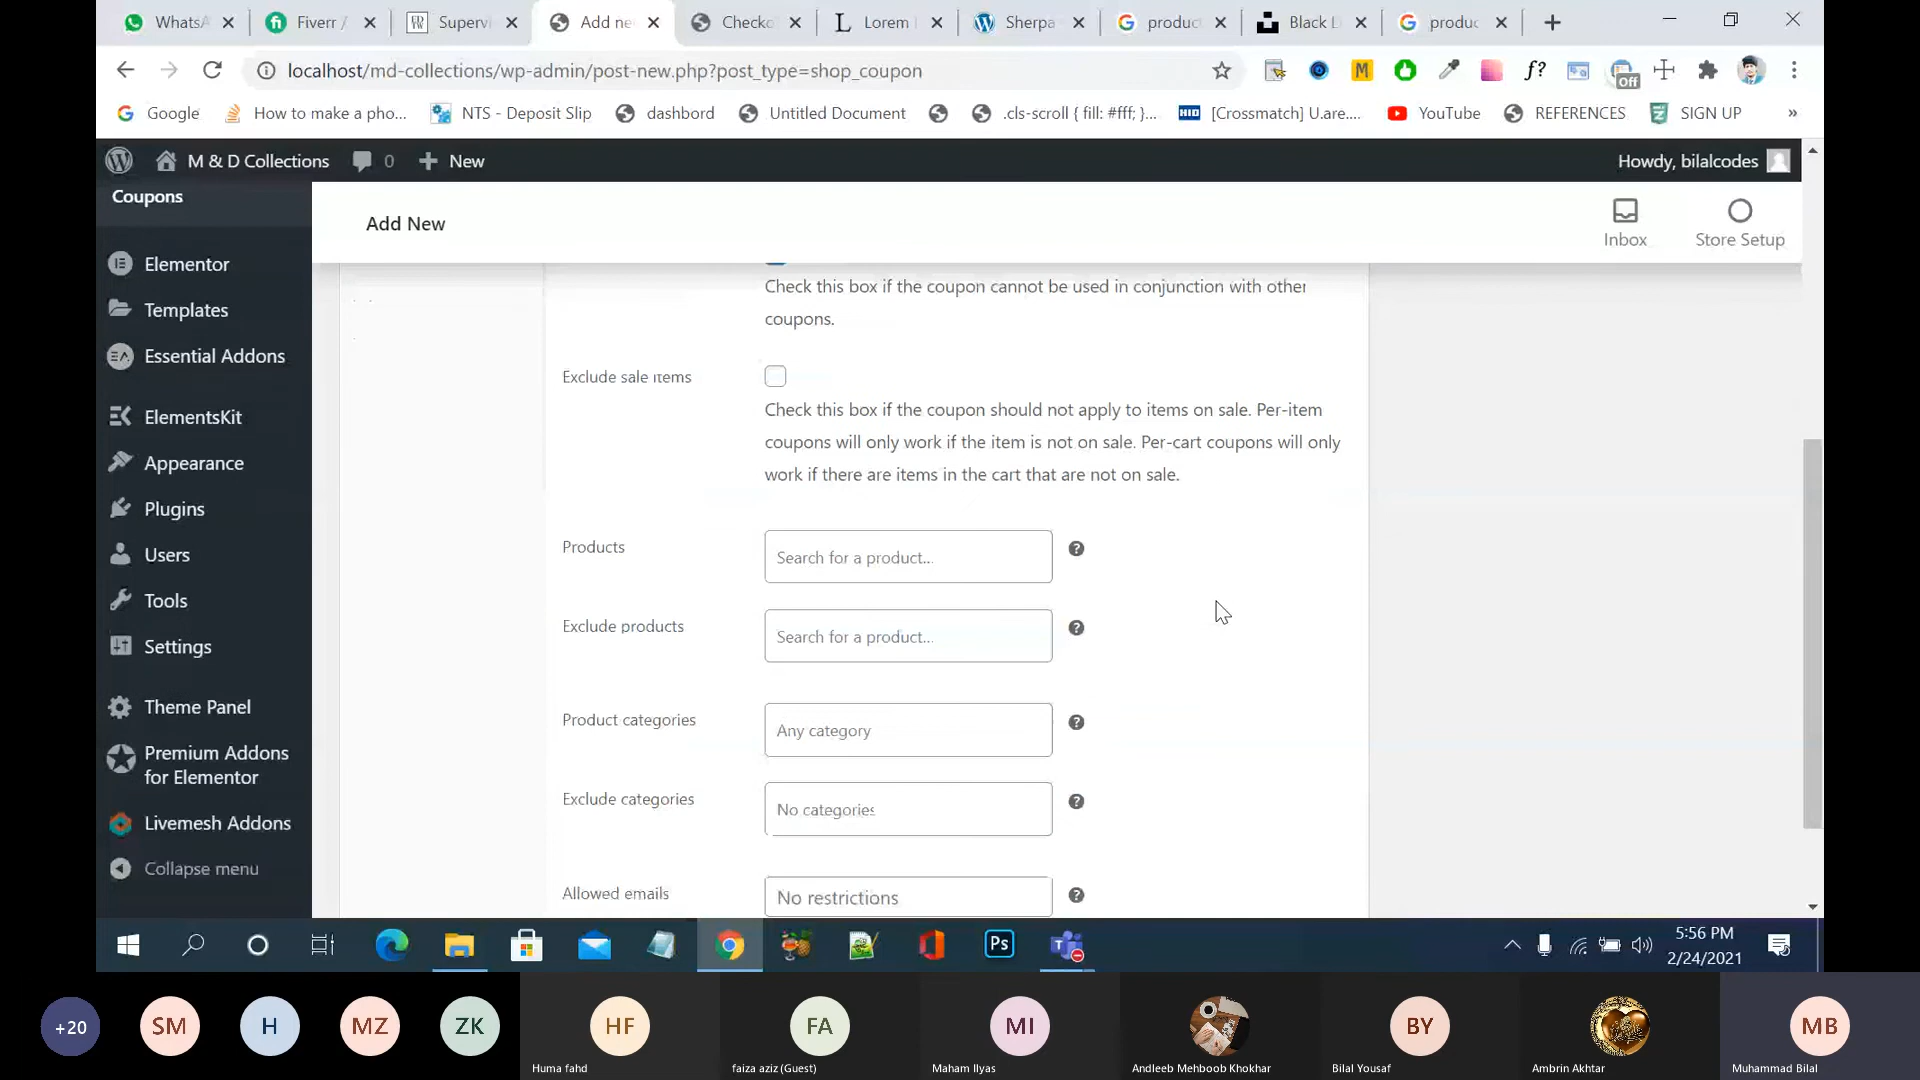 WhatsA
Fiverr /
Supervi
Add ne
Checko
Lorem I
Sherpa
produc
Black D
produc
localhost/md-collections/wp-admin/post-new.php?post_type=shop_coupon
M
f?
Off
Google
How to make a pho...
NTS - Deposit Slip
dashbord
Untitled Document
.cls-scroll { fill: #fff; }...
HID
[Crossmatch] U.are....
YouTube
REFERENCES
SIGN UP
»
M & D Collections
0
New
Howdy, bilalcodes
Coupons
Add New
Inbox
Store Setup
Elementor
Templates
Essential Addons
ElementsKit
Appearance
Plugins
Users
Tools
Settings
Theme Panel
Premium Addons
for Elementor
Livemesh Addons
Collapse menu
Check this box if the coupon cannot be used in conjunction with other
coupons.
Exclude sale items
Check this box if the coupon should not apply to items on sale. Per-item
coupons will only work if the item is not on sale. Per-cart coupons will only
work if there are items in the cart that are not on sale.
Products
Search for a product...
Exclude products
Search for a product...
Product categories
Any category
Exclude categories
No categories
Allowed emails
No restrictions
Ps
5:56 PM
2/24/2021
+20
SM
H
MZ
ZK
HF
Huma fahd
FA
faiza aziz (Guest)
MI
Maham Ilyas
Andleeb Mehboob Khokhar
BY
Bilal Yousaf
Ambrin Akhtar
MB
Muhammad Bilal